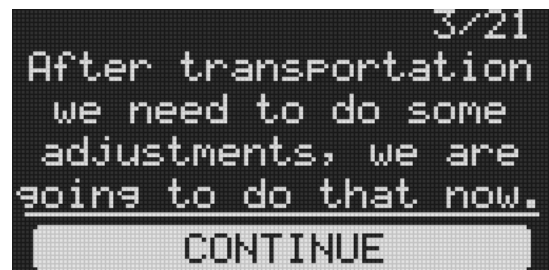 3/21
After transportation
we need to do some
adjustments, we are
going to do that now.
CONTINUE